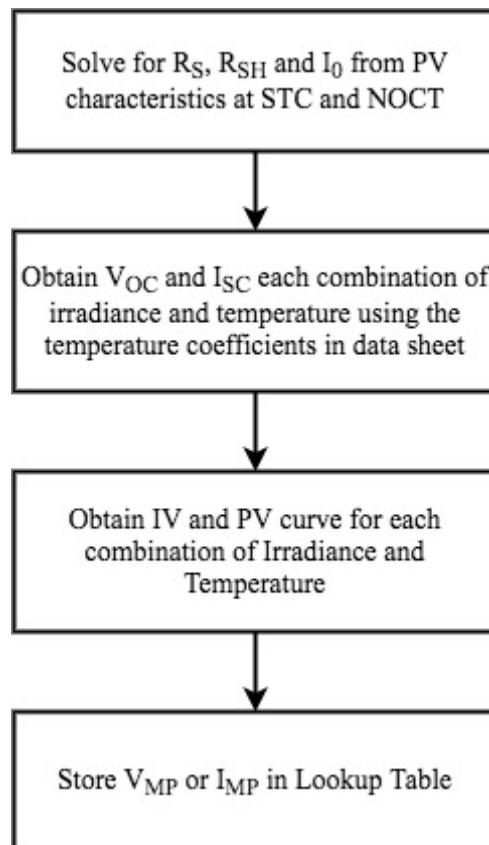 Solve for R_S, R_SH and I_0 from PV
characteristics at STC and NOCT
Obtain V_OC and I_SC each combination of
irradiance and temperature using the
temperature coefficients in data sheet
Obtain IV and PV curve for each
combination of Irradiance and
Temperature
Store V_MP or I_MP in Lookup Table